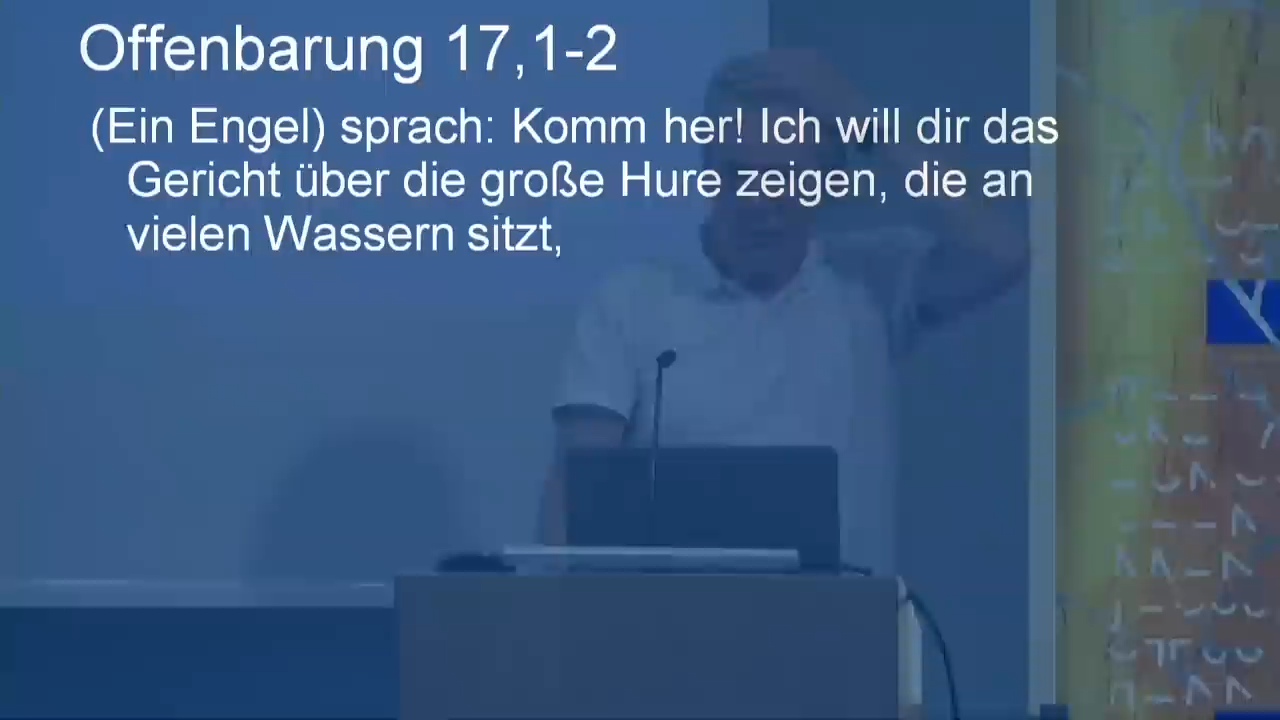 Offenbarung 17,1-2
(Ein Engel) sprach: Komm her! Ich will dir das
Gericht über die große Hure zeigen, die an
vielen Wassern sitzt,